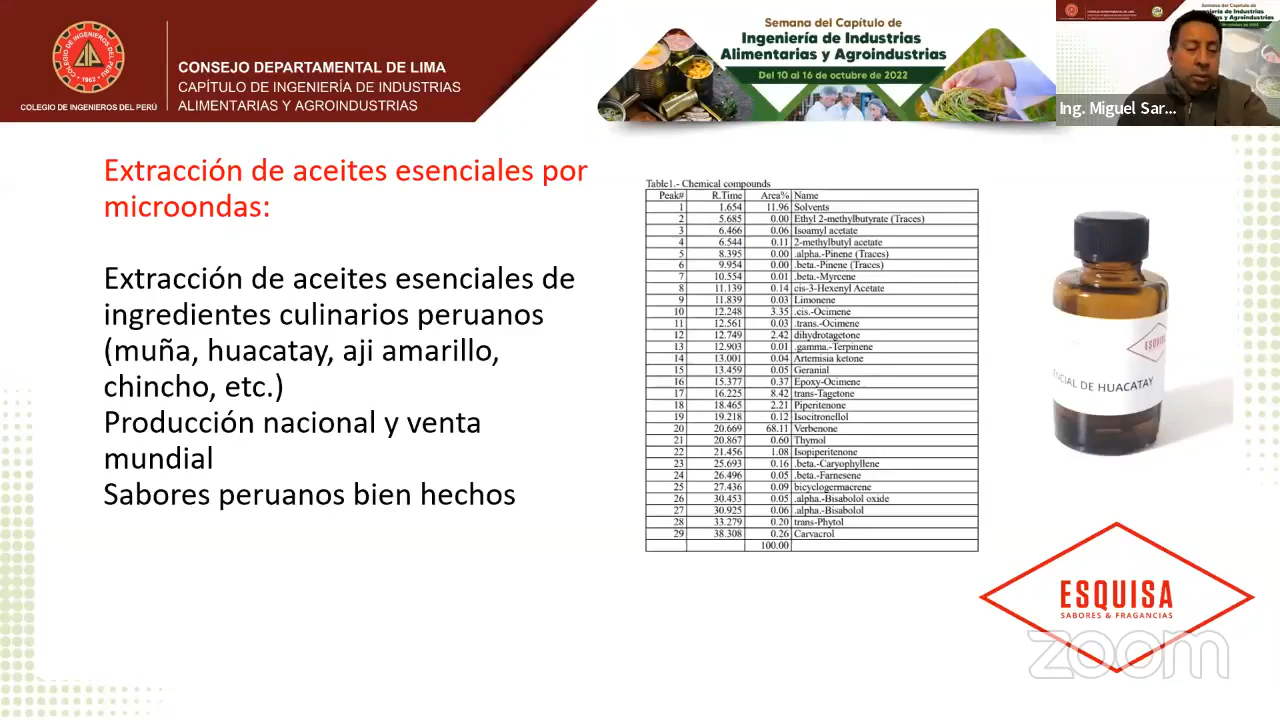 COLEGIO DE INGENIEROS DEL PERÚ
1962
COLEGIO DE INGENIEROS DEL PERÚ
CONSEJO DEPARTAMENTAL DE LIMA
CAPÍTULO DE INGENIERÍA DE INDUSTRIAS
ALIMENTARIAS Y AGROINDUSTRIAS
Semana del Capítulo de
Ingeniería de Industrias
Alimentarias y Agroindustrias
Del 10 al 16 de octubre de 2022
Ing. Miguel Sar...
Extracción de aceites esenciales por
microondas:
Extracción de aceites esenciales de
ingredientes culinarios peruanos
(muña, huacatay, aji amarillo,
chincho, etc.)
Producción nacional y venta
mundial
Sabores peruanos bien hechos
Table1.- Chemical compounds
Peak# R.Time Area% Name
1 1.654 11.96 Solvents
2 5.685 0.00 Ethyl 2-methylbutyrate (Traces)
3 6.466 0.06 Isoamyl acetate
4 6.544 0.11 2-methylbutyl acetate
5 8.395 0.00 .alpha.-Pinene (Traces)
6 9.954 0.00 .beta.-Pinene (Traces)
7 10.554 0.01 .beta.-Myrcene
8 11.139 0.14 cis-3-Hexenyl Acetate
9 11.839 0.03 Limonene
10 12.248 3.35 .cis.-Ocimene
11 12.561 0.03 .trans.-Ocimene
12 12.749 2.42 dihydrotagetone
13 12.903 0.01 .gamma.-Terpinene
14 13.001 0.04 Artemisia ketone
15 13.459 0.05 Geranial
16 15.377 0.37 Epoxy-Ocimene
17 16.225 8.42 trans-Tagetone
18 18.465 2.21 Piperitenone
19 19.218 0.12 Isocitronellol
20 20.669 68.11 Verbenone
21 20.867 0.60 Thymol
22 21.456 1.08 Isopiperitenone
23 25.693 0.16 .beta.-Caryophyllene
24 26.496 0.05 .beta.-Farnesene
25 27.436 0.09 bicyclogermacrene
26 30.453 0.05 .alpha.-Bisabolol oxide
27 30.925 0.06 .alpha.-Bisabolol
28 33.279 0.20 trans-Phytol
29 38.308 0.26 Carvacrol
100.00
ESQUISA
ENCIAL DE HUACATAY
ESQUISA
SABORES & FRAGANCIAS
zoom